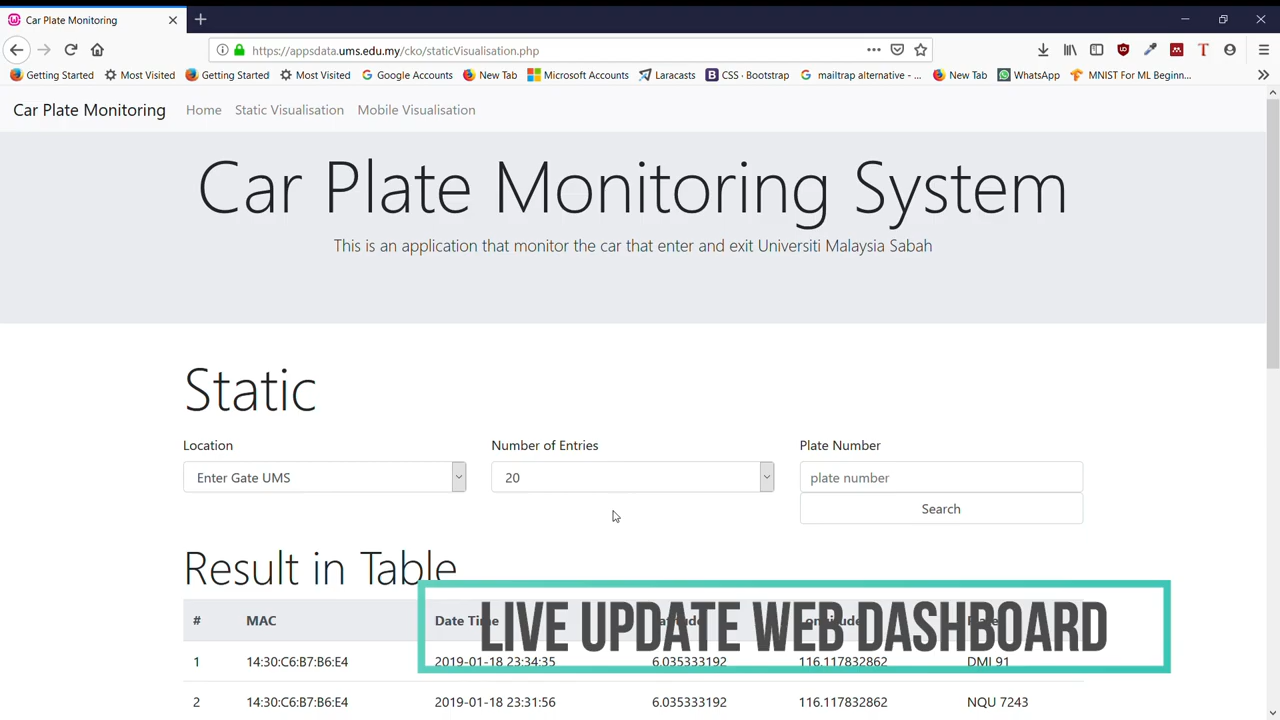 Car Plate Monitoring
https://appsdata.ums.edu.my/cko/staticVisualisation.php
Getting Started Most Visited Getting Started Most Visited Google Accounts New Tab Microsoft Accounts Laracasts CSS · Bootstrap mailtrap alternative - ... New Tab WhatsApp MNIST For ML Beginn...
Car Plate Monitoring Home Static Visualisation Mobile Visualisation
Car Plate Monitoring System
This is an application that monitor the car that enter and exit Universiti Malaysia Sabah
Static
Location Number of Entries Plate Number
Enter Gate UMS 20 plate number
Search
Result in Table
LIVE UPDATE WEB DASHBOARD
# MAC Date Time Latitude Longitude Plate
1 14:30:C6:B7:B6:E4 2019-01-18 23:34:35 6.035333192 116.117832862 DMI 91
2 14:30:C6:B7:B6:E4 2019-01-18 23:31:56 6.035333192 116.117832862 NQU 7243